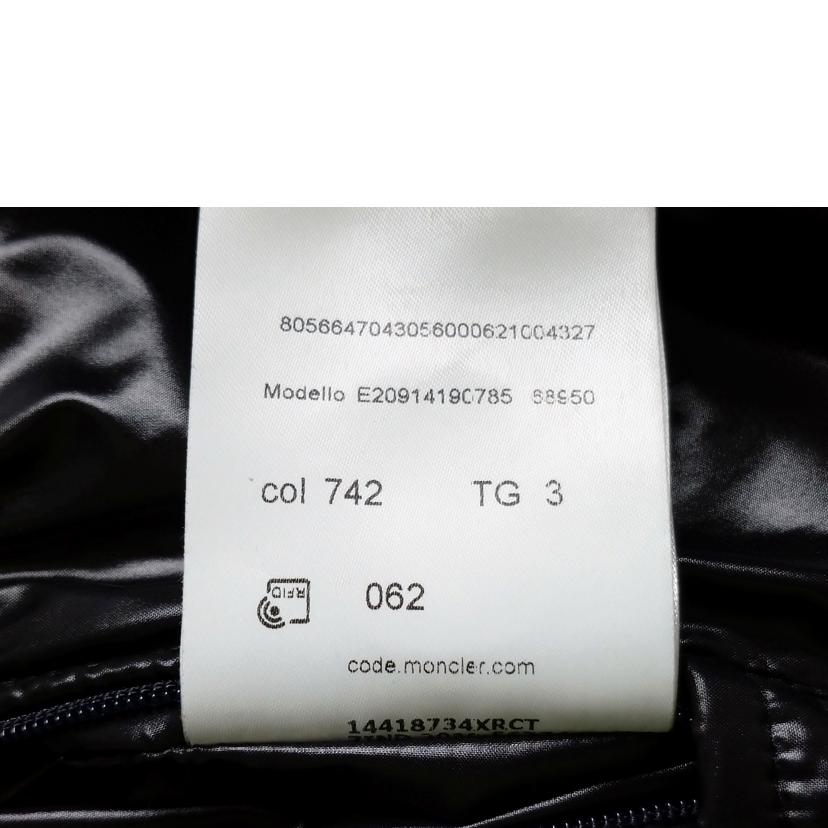 8056647043056000621004327
Modello E20914190785 68950
col 742 TG 3
RFID 062
code.moncler.com
14418734XRCT